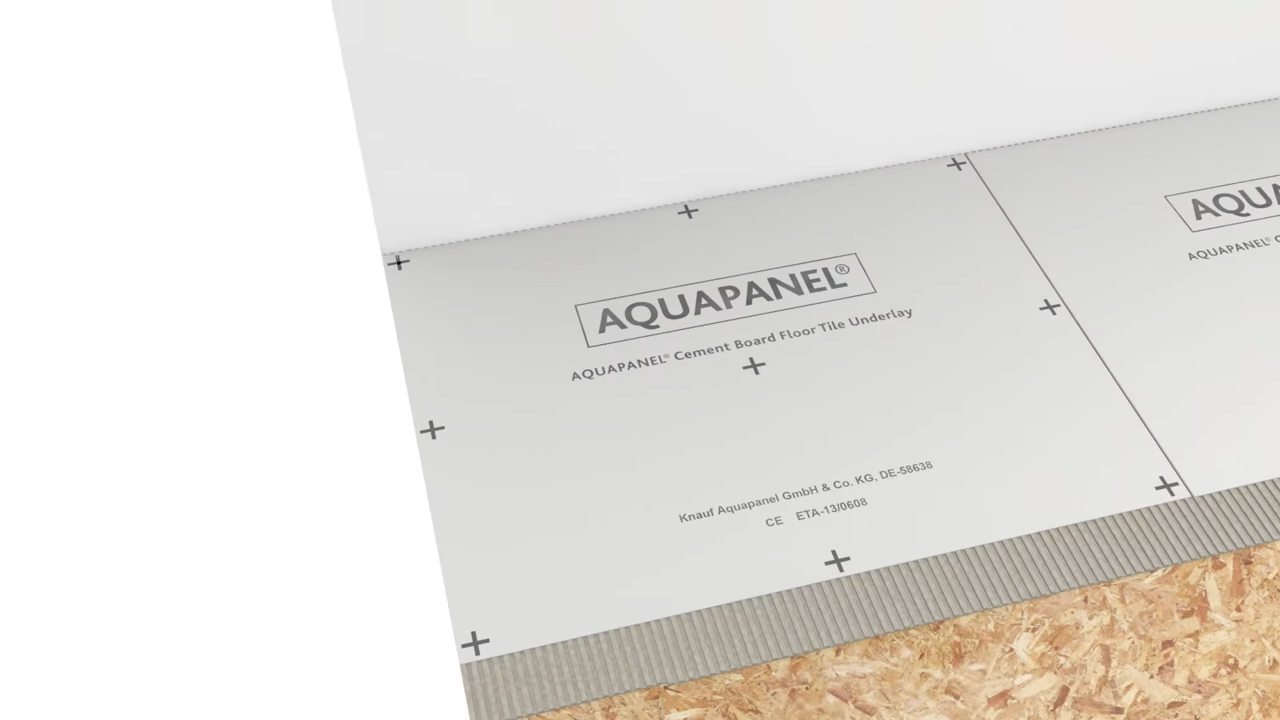 AQUAPANEL®
AQUAPANEL® Cement Board Floor Tile Underlay
Knauf Aquapanel GmbH & Co. KG, DE-58638
CE ETA-13/0608
AQUA
AQUAPANEL®